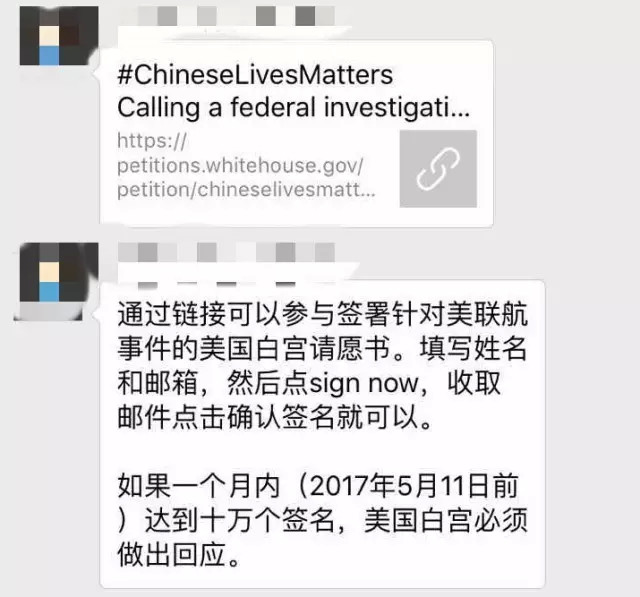 #ChineseLivesMatters
Calling a federal investigati...
https://
petitions.whitehouse.gov/
petition/chineselivesmatt...
通过链接可以参与签署针对美联航
事件的美国白宫请愿书。填写姓名
和邮箱，然后点sign now，收取
邮件点击确认签名就可以。
如果一个月内（2017年5月11日前
）达到十万个签名，美国白宫必须
做出回应。